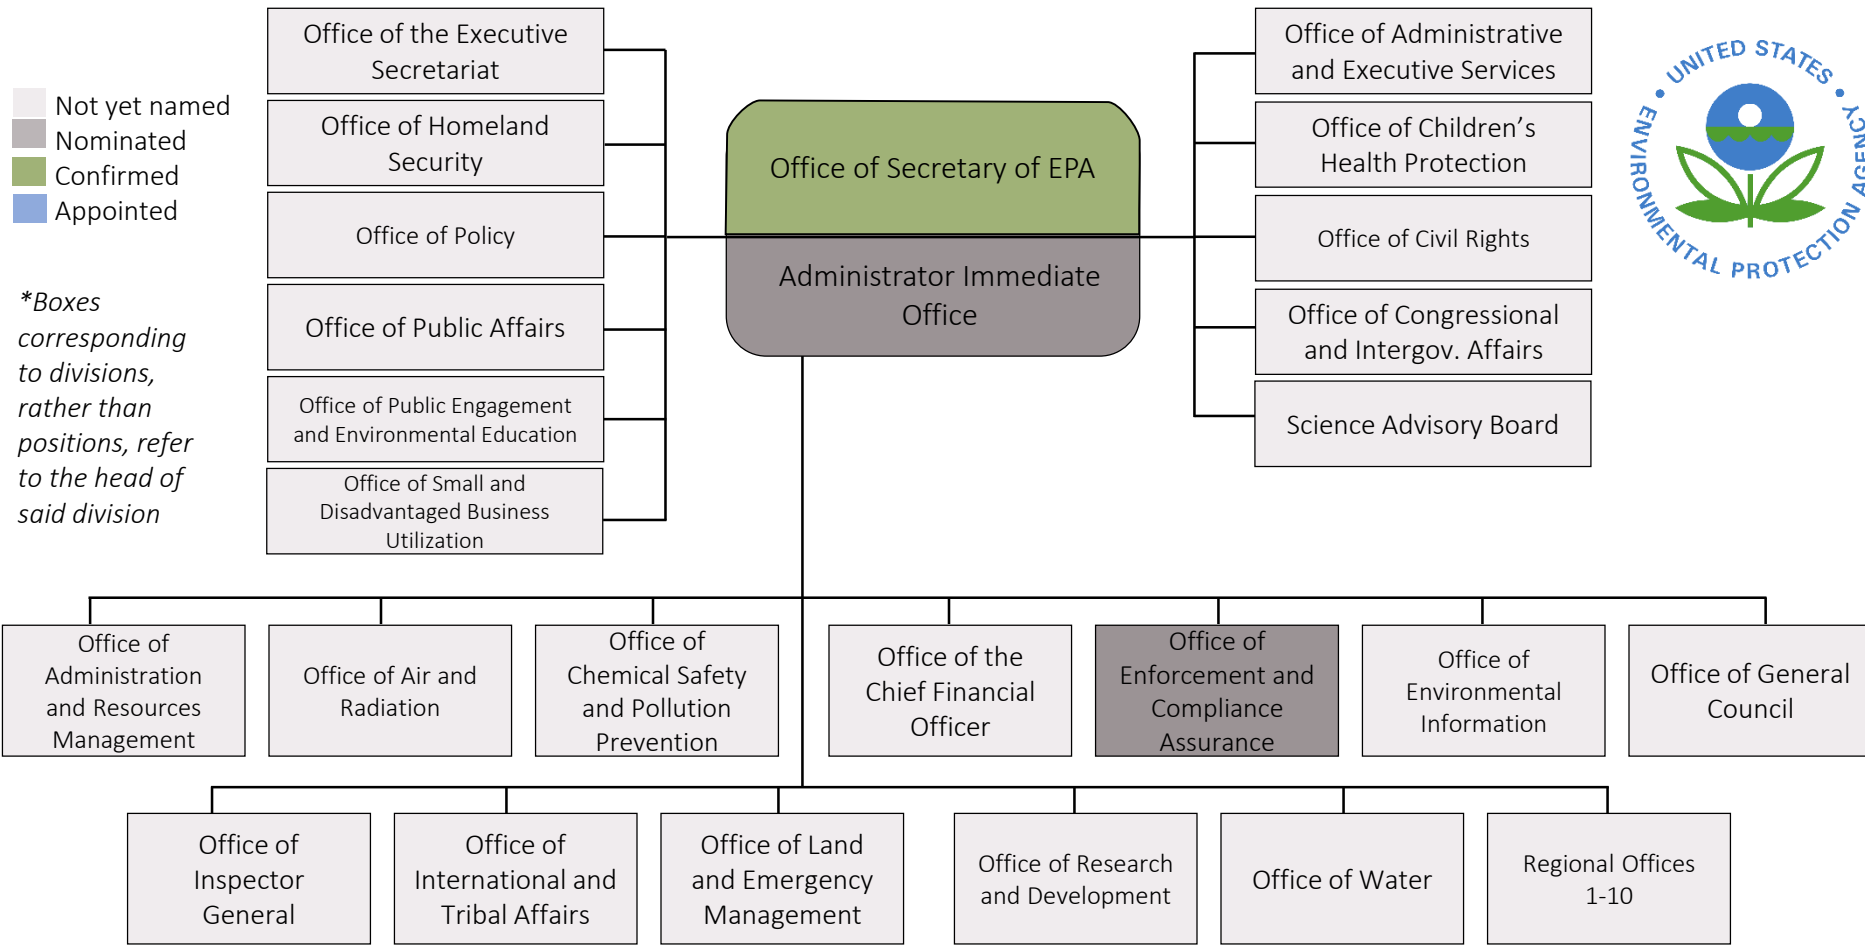 Not yet named
Nominated
Confirmed
Appointed
*Boxes
corresponding
to divisions,
rather than
positions, refer
to the head of
said division
Office of the Executive
Secretariat
Office of Homeland
Security
Office of Policy
Office of Public Affairs
Office of Public Engagement
and Environmental Education
Office of Small and
Disadvantaged Business
Utilization
Office of Secretary of EPA
Administrator Immediate
Office
Office of Administrative
and Executive Services
Office of Children’s
Health Protection
Office of Civil Rights
Office of Congressional
and Intergov. Affairs
Science Advisory Board
• UNITED STATES •
ENVIRONMENTAL PROTECTION AGENCY
Office of
Administration
and Resources
Management
Office of Air and
Radiation
Office of
Chemical Safety
and Pollution
Prevention
Office of the
Chief Financial
Officer
Office of
Enforcement and
Compliance
Assurance
Office of
Environmental
Information
Office of General
Council
Office of
Inspector
General
Office of
International and
Tribal Affairs
Office of Land
and Emergency
Management
Office of Research
and Development
Office of Water
Regional Offices
1-10